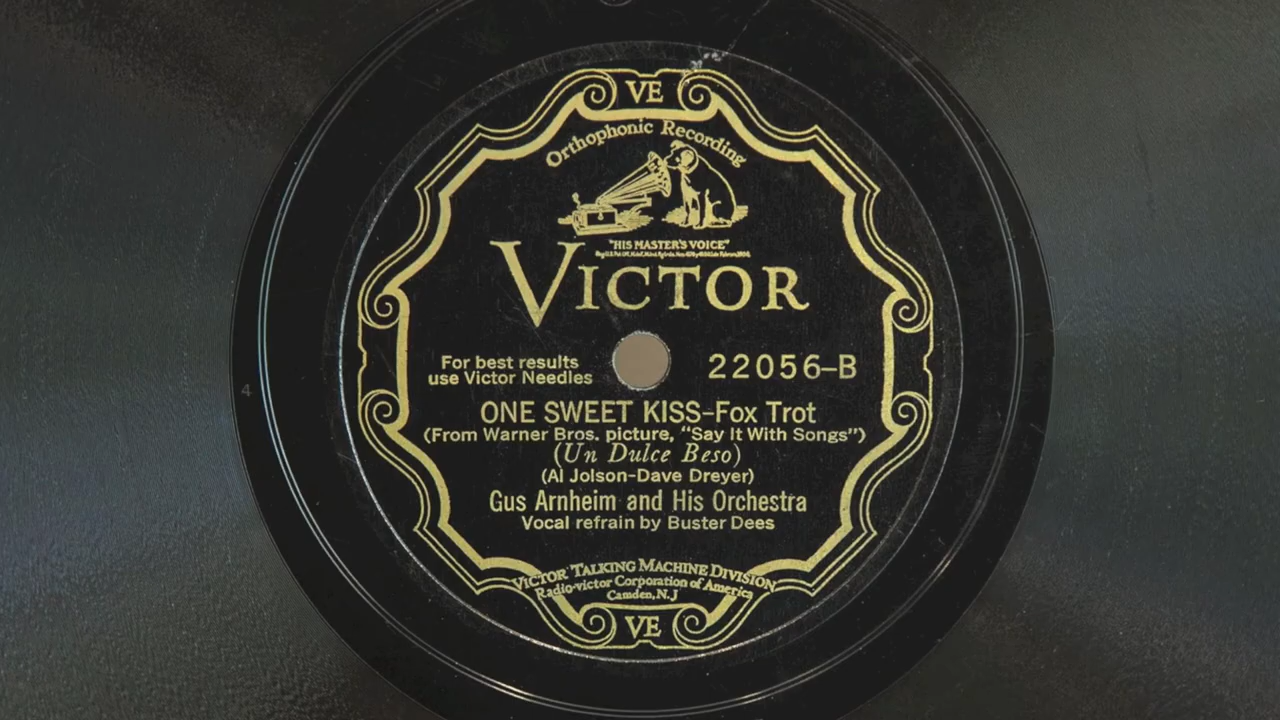 VE
Orthophonic Recording
"HIS MASTER'S VOICE"
VICTOR
For best results
use Victor Needles
22056-B
ONE SWEET KISS-Fox Trot
(From Warner Bros. picture, "Say It With Songs")
(Un Dulce Beso)
(Al Jolson-Dave Dreyer)
Gus Arnheim and His Orchestra
Vocal refrain by Buster Dees
VICTOR TALKING MACHINE DIVISION
Radio-victor Corporation of America
Camden, N.J
VE
4